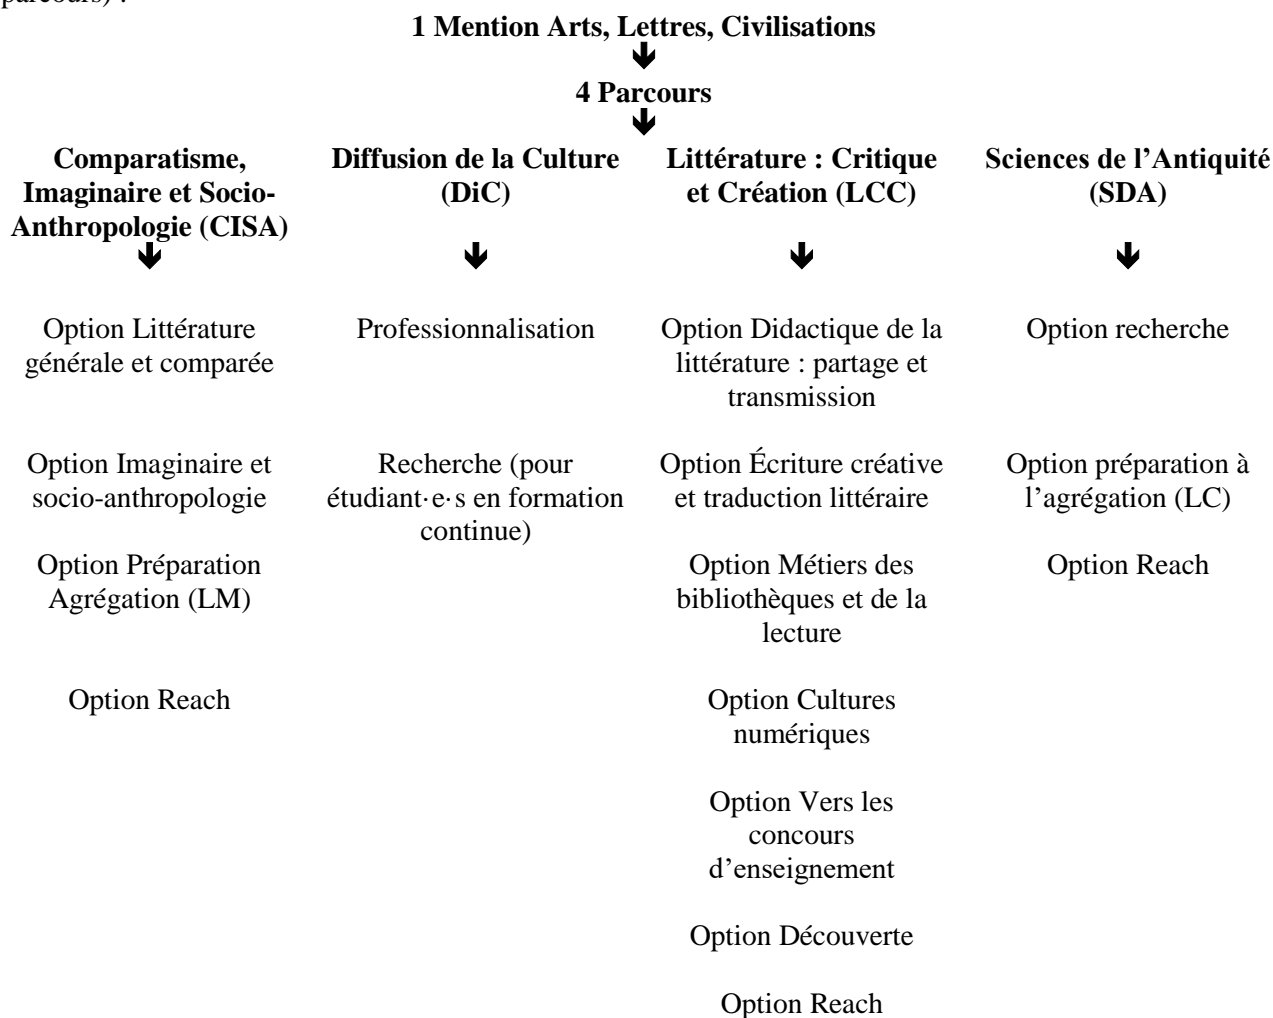 parcours) :
1 Mention Arts, Lettres, Civilisations
4 Parcours
Comparatisme,
Imaginaire et Socio-
Anthropologie (CISA)
Option Littérature
générale et comparée
Option Imaginaire et
socio-anthropologie
Option Préparation
Agrégation (LM)
Option Reach
Diffusion de la Culture
(DiC)
Professionnalisation
Recherche (pour
étudiant·e·s en formation
continue)
Littérature : Critique
et Création (LCC)
Option Didactique de la
littérature : partage et
transmission
Option Écriture créative
et traduction littéraire
Option Métiers des
bibliothèques et de la
lecture
Option Cultures
numériques
Option Vers les
concours
d’enseignement
Option Découverte
Option Reach
Sciences de l’Antiquité
(SDA)
Option recherche
Option préparation à
l’agrégation (LC)
Option Reach